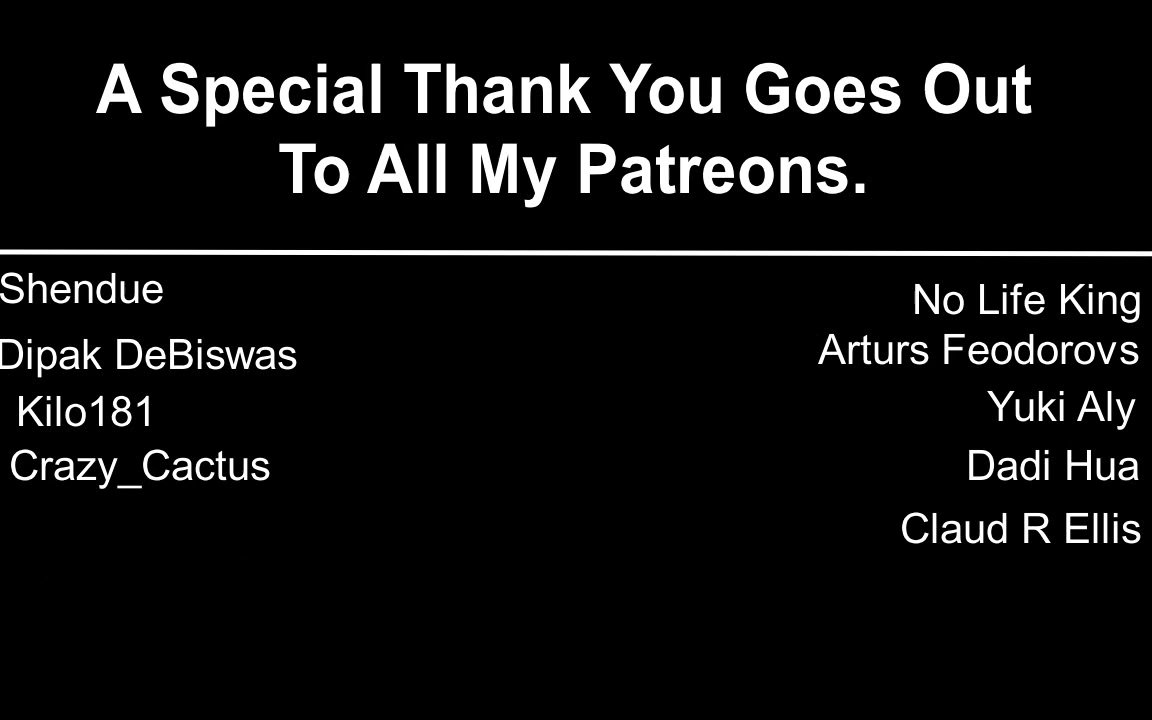 A Special Thank You Goes Out
To All My Patreons.
Shendue
Dipak DeBiswas
Kilo181
Crazy_Cactus
No Life King
Arturs Feodorovs
Yuki Aly
Dadi Hua
Claud R Ellis